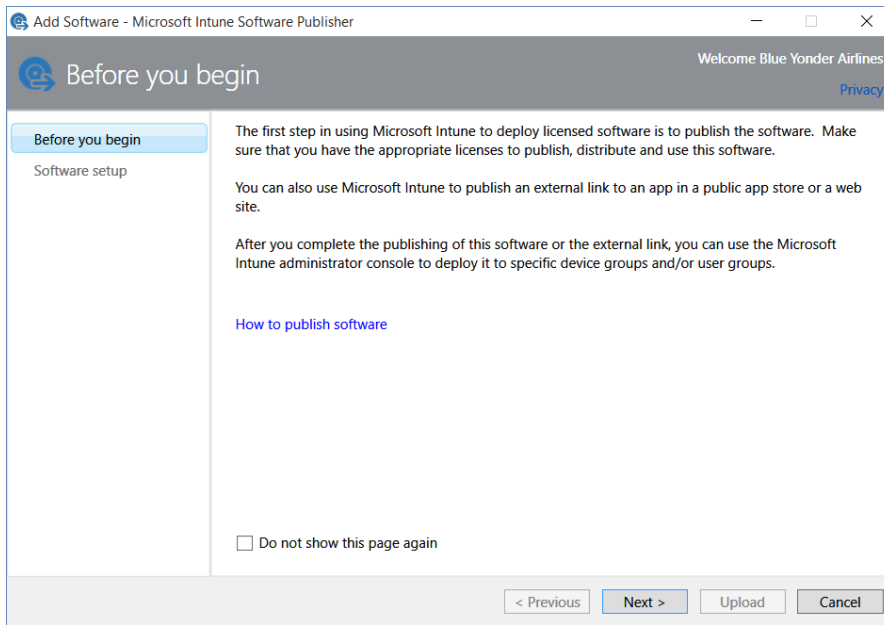 Add Software - Microsoft Intune Software Publisher
Before you begin
Welcome Blue Yonder Airlines
Privacy
Before you begin
Software setup
The first step in using Microsoft Intune to deploy licensed software is to publish the software.  Make
sure that you have the appropriate licenses to publish, distribute and use this software.
You can also use Microsoft Intune to publish an external link to an app in a public app store or a web
site.
After you complete the publishing of this software or the external link, you can use the Microsoft
Intune administrator console to deploy it to specific device groups and/or user groups.
How to publish software
Do not show this page again
< Previous
Next >
Upload
Cancel